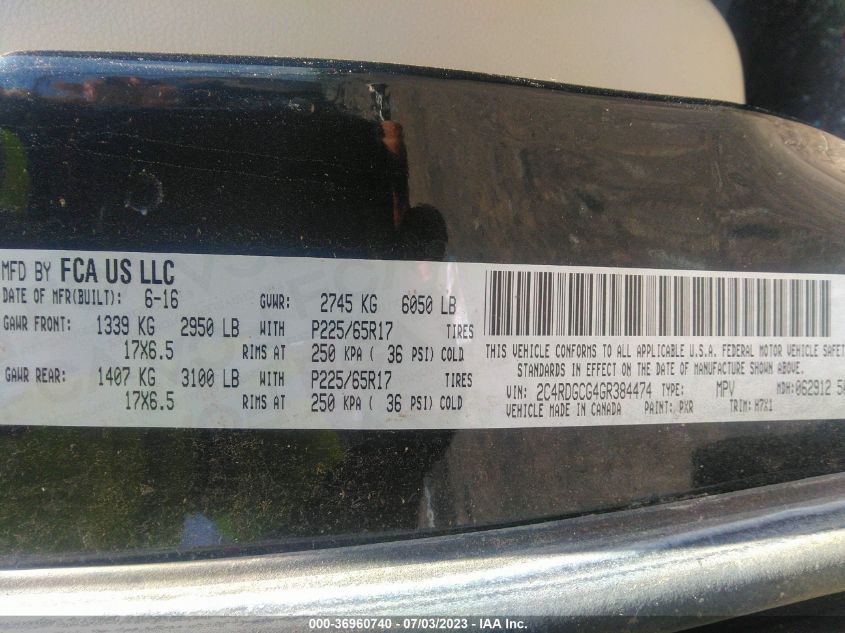 MFD BY FCA US LLC
DATE OF MFR(BUILT): 6-16 GVWR: 2745 KG 6050 LB
GAWR FRONT: 1339 KG 2950 LB WITH P225/65R17 TIRES
17X6.5 RIMS AT 250 KPA ( 36 PSI) COLD
GAWR REAR: 1407 KG 3100 LB WITH P225/65R17 TIRES
17X6.5 RIMS AT 250 KPA ( 36 PSI) COLD
THIS VEHICLE CONFORMS TO ALL APPLICABLE U.S.A. FEDERAL MOTOR VEHICLE SAFET
STANDARDS IN EFFECT ON THE DATE OF MANUFACTURE SHOWN ABOVE.
VIN: 2C4RDGCG4GR384474 TYPE: MPV MDH: 062912
VEHICLE MADE IN CANADA PAINT: PXR TRIM: H7X1
000-36960740 - 07/03/2023 - IAA Inc.